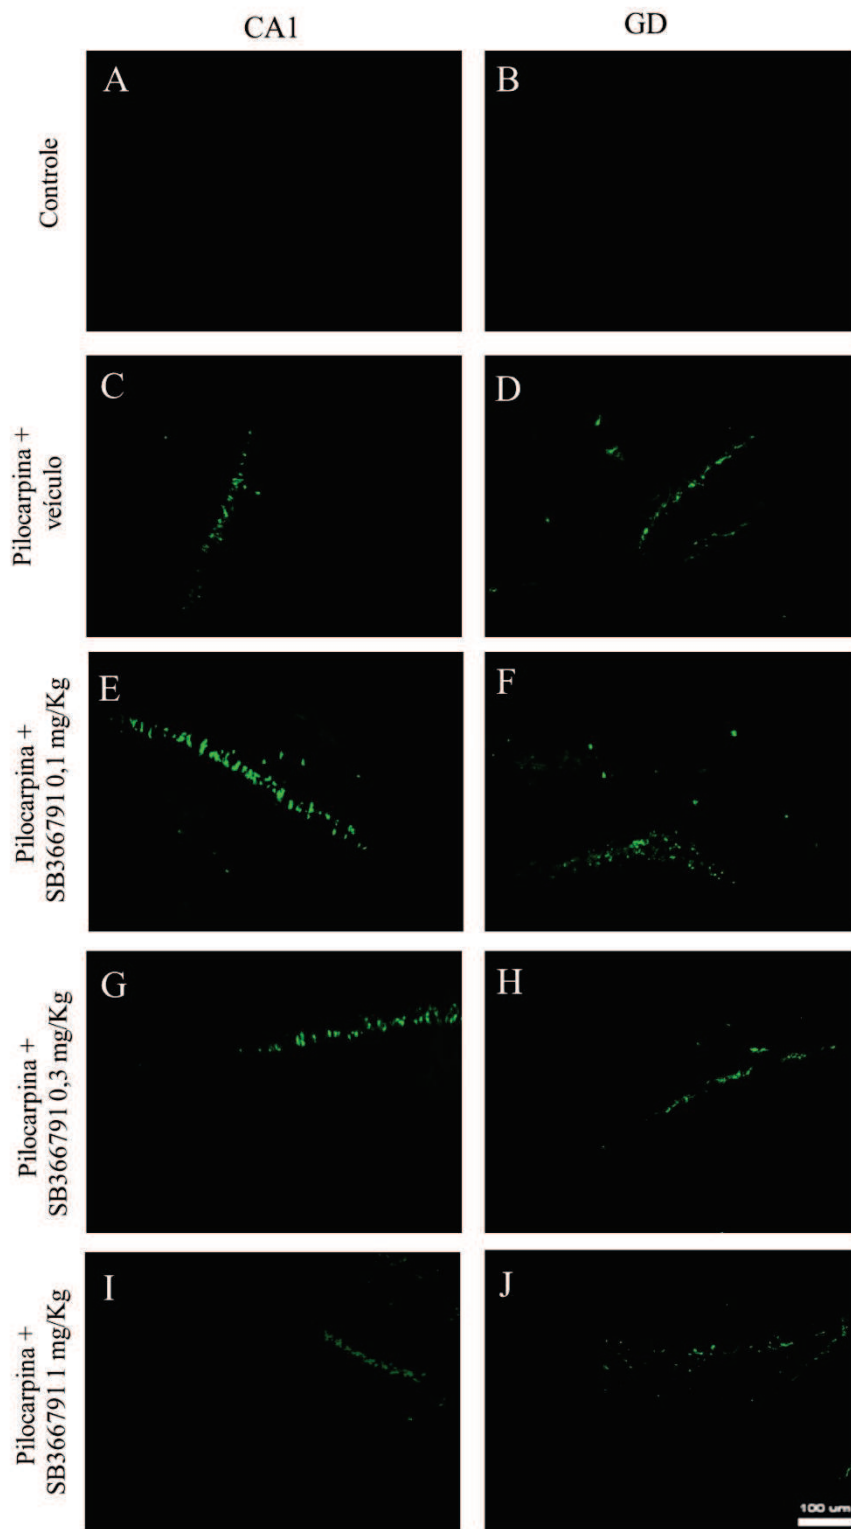 CA1
GD
Controle
A
B
Pilocarpina +
veículo
C
D
Pilocarpina +
SB366791 0,1 mg/Kg
E
F
Pilocarpina +
SB366791 0,3 mg/Kg
G
H
Pilocarpina +
SB366791 1 mg/Kg
I
J
100 um